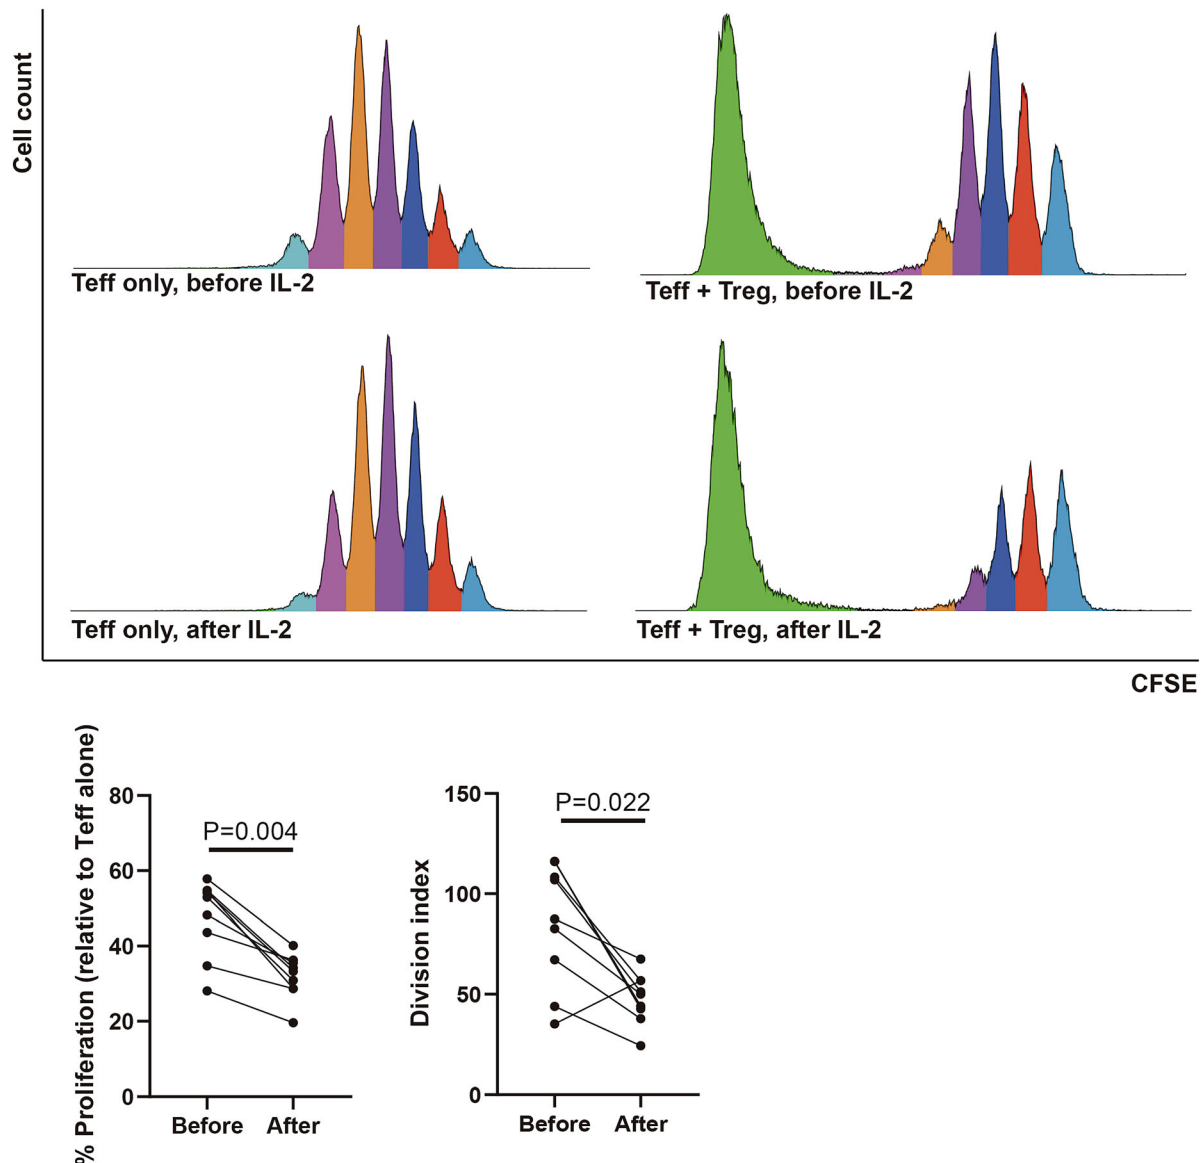 Cell count
Teff only, before IL-2
Teff + Treg, before IL-2
Teff only, after IL-2
Teff + Treg, after IL-2
CFSE
% Proliferation (relative to Teff alone)
80
60
40
20
0
P=0.004
Before After
Division index
150
100
50
0
P=0.022
Before After